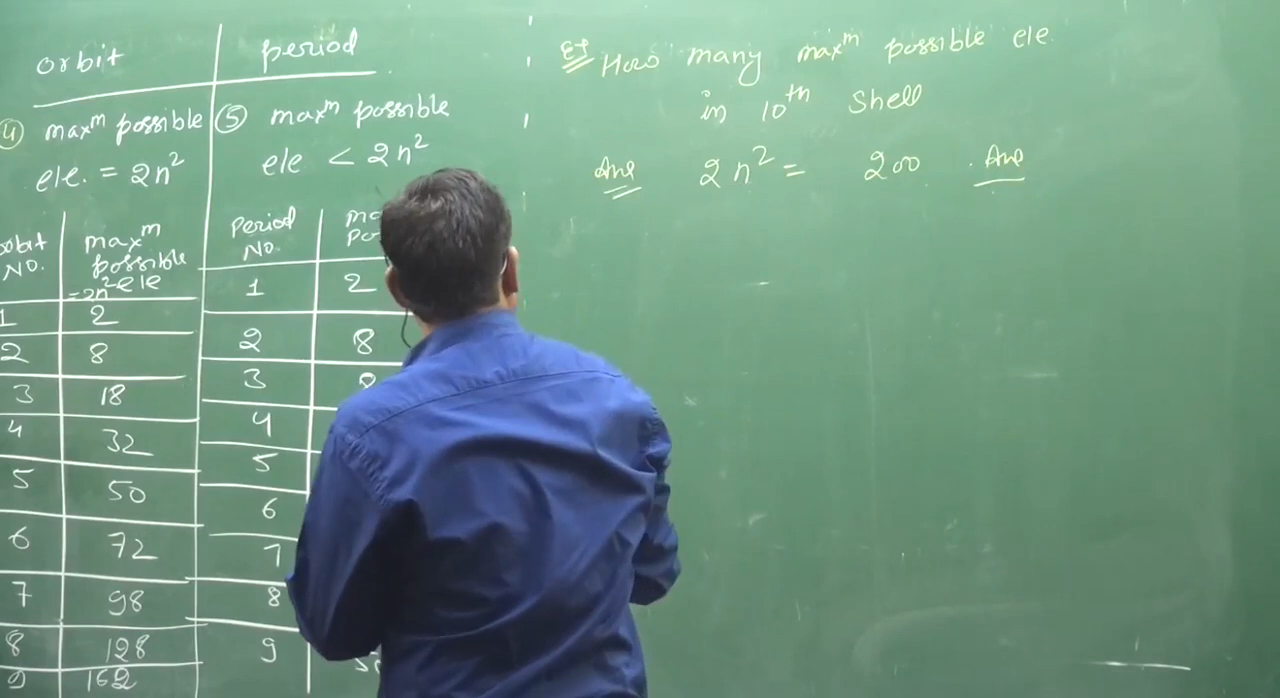 orbit
period
④ maxᵐ possible
ele. = 2n²
⑤ maxᵐ possible
ele < 2n²
NO.
maxᵐ
possible
ele
=2n²
1 2
2 8
3 18
4 32
5 50
6 72
7 98
8 128
9 162
Period
NO.
1 2
2 8
3 8
4
5
6
7
8
9
How many maxᵐ possible ele
in 10ᵗʰ Shell
Ans 2n² = 200 . Ans